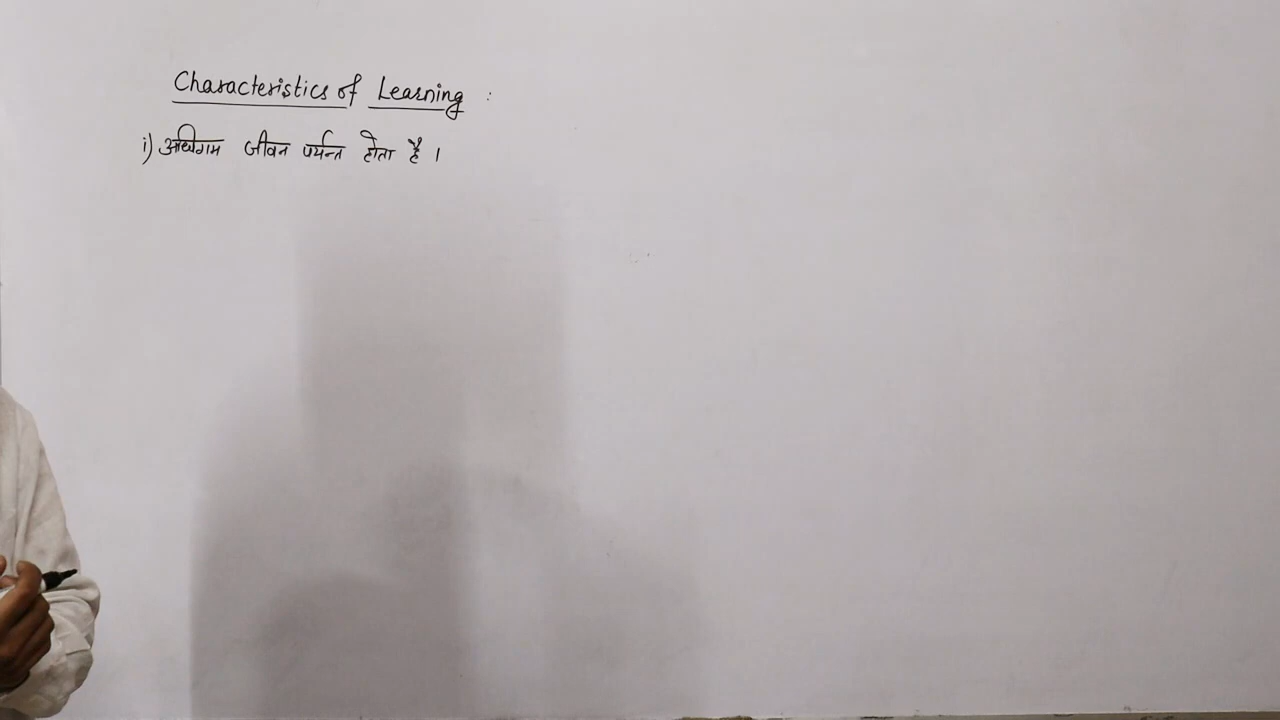 Characteristics of Learning :
i) अधिगम जीवन पर्यन्त होता है ।